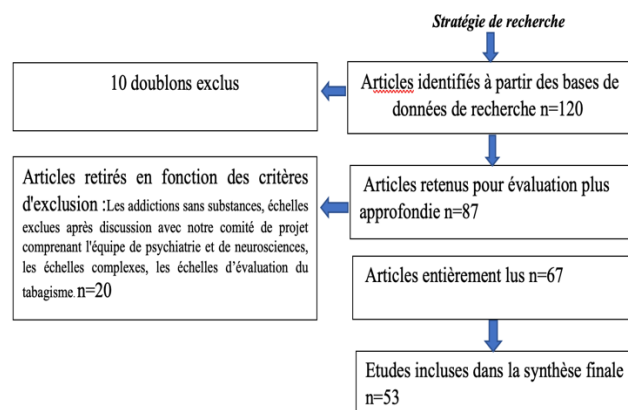 Stratégie de recherche
10 doublons exclus
Articles identifiés à partir des bases de
données de recherche n=120
Articles retirés en fonction des critères
d'exclusion :Les addictions sans substances, échelles
exclues après discussion avec notre comité de projet
comprenant l'équipe de psychiatrie et de neurosciences,
les échelles complexes, les échelles d'évaluation du
tabagisme. n=20
Articles retenus pour évaluation plus
approfondie n=87
Articles entièrement lus n=67
Etudes incluses dans la synthèse finale
n=53